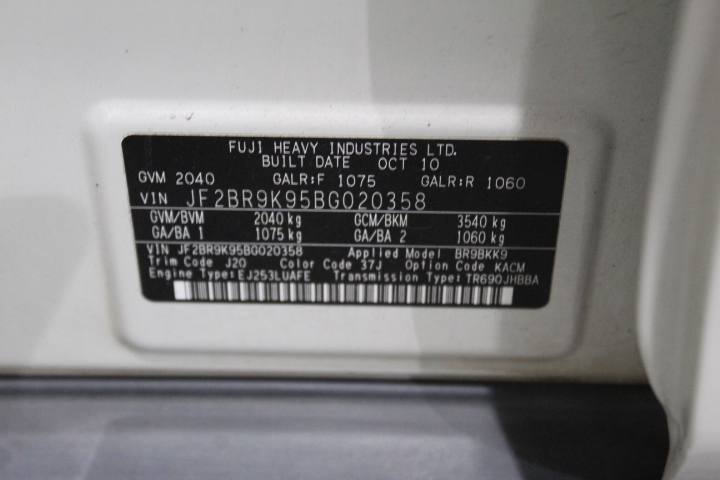 FUJI HEAVY INDUSTRIES LTD.
BUILT DATE OCT 10
GVM 2040 GALR:F 1075 GALR:R 1060
VIN JF2BR9K95BG020358
GVM/BVM 2040 kg GCM/BKM 3540 kg
GA/BA 1 1075 kg GA/BA 2 1060 kg
VIN JF2BR9K95BG020358 Applied Model BR9BKK9
Trim Code J20 Color Code 37J Option Code KACM
Engine Type:EJ253LUAFE Transmission Type:TR690JHBBA